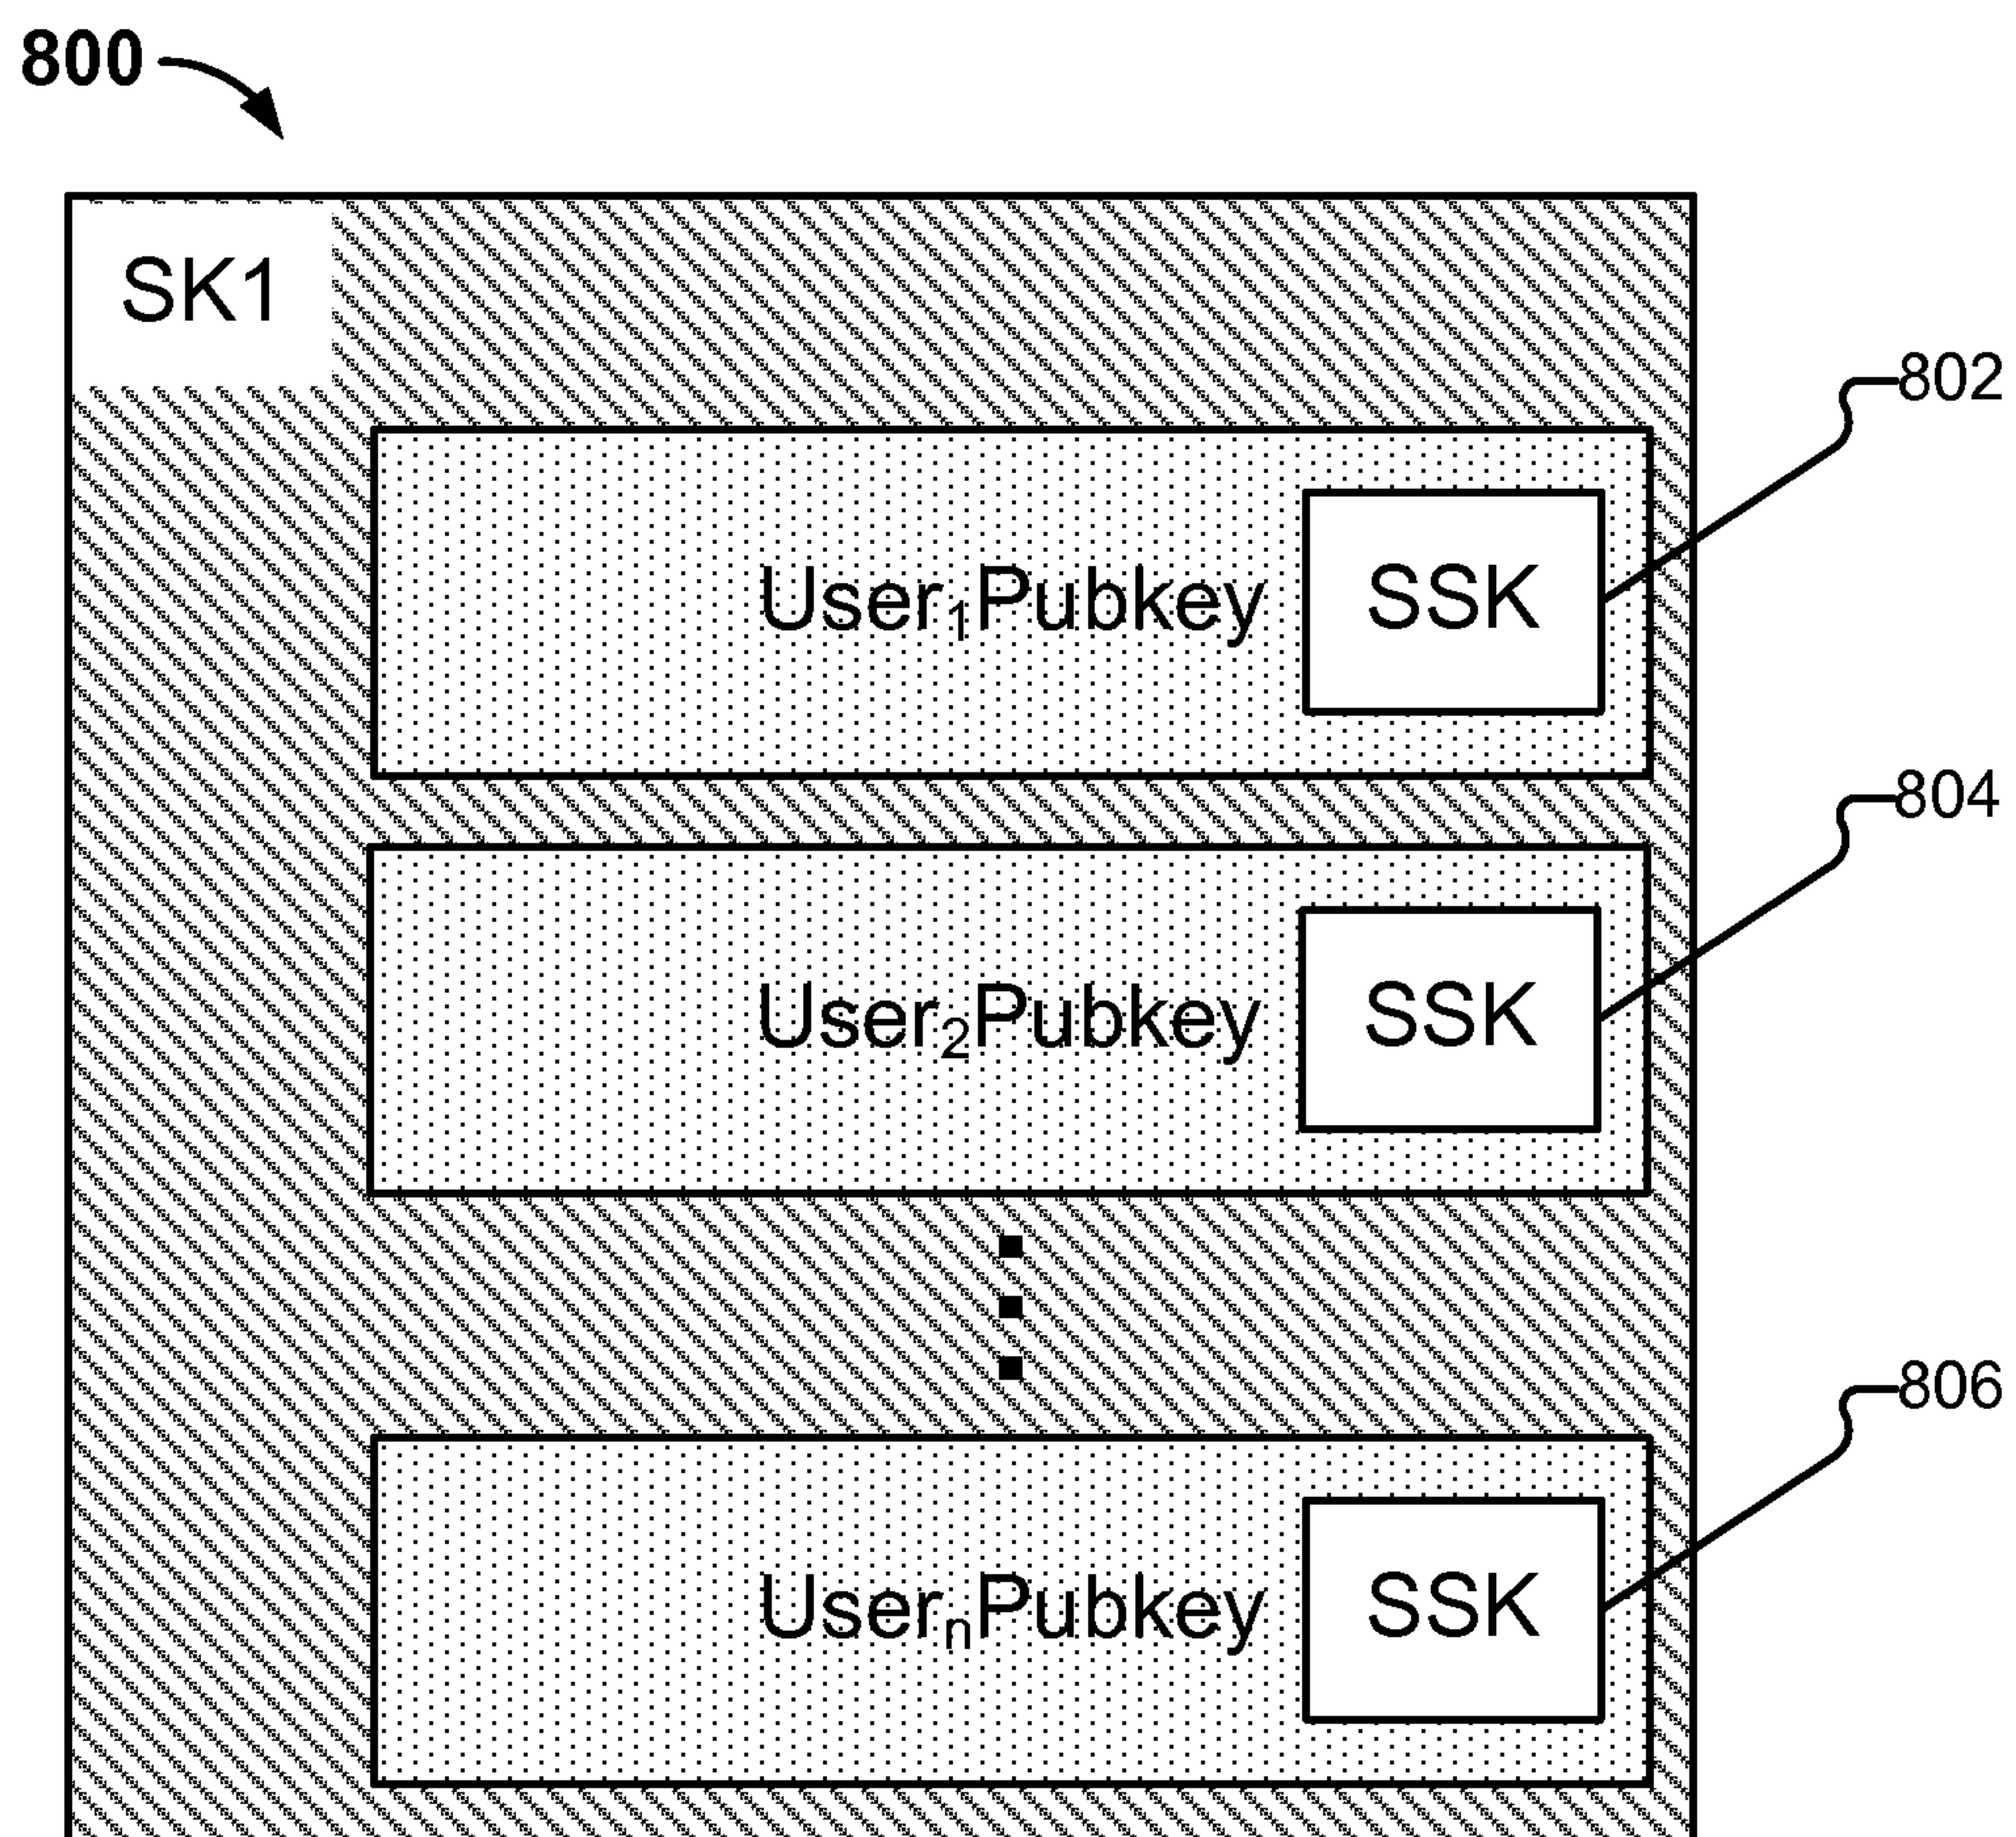 800
SK1
802
User₁Pubkey SSK
804
User₂Pubkey SSK
806
UserₙPubkey SSK